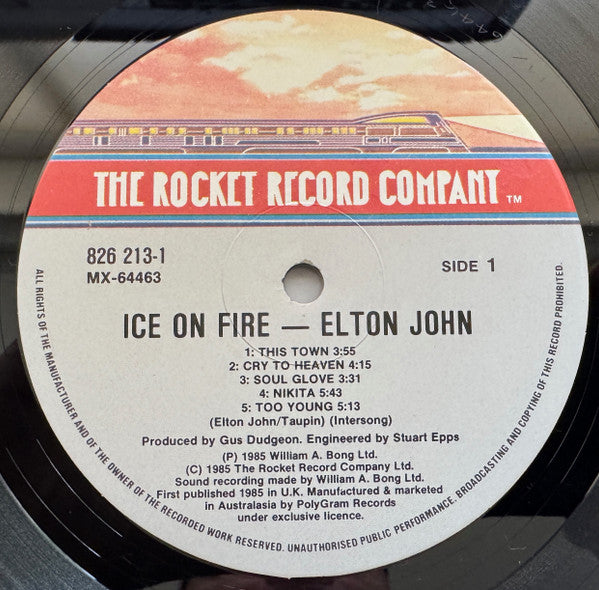 THE ROCKET RECORD COMPANY ™
826 213-1
MX-64463
SIDE 1
ICE ON FIRE — ELTON JOHN
1: THIS TOWN 3:55
2: CRY TO HEAVEN 4:15
3: SOUL GLOVE 3:31
4: NIKITA 5:43
5: TOO YOUNG 5:13
(Elton John/Taupin) (Intersong)
Produced by Gus Dudgeon. Engineered by Stuart Epps
(P) 1985 William A. Bong Ltd.
(C) 1985 The Rocket Record Company Ltd.
Sound recording made by William A. Bong Ltd.
First published 1985 in U.K. Manufactured & marketed
in Australasia by PolyGram Records
under exclusive licence.
ALL RIGHTS OF THE MANUFACTURER AND OF THE OWNER OF THE RECORDED WORK RESERVED. UNAUTHORISED PUBLIC PERFORMANCE, BROADCASTING AND COPYING OF THIS RECORD PROHIBITED.